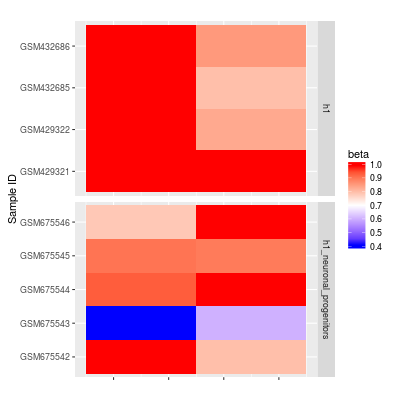 GSM432686
GSM432685
GSM429322
GSM429321
h1
GSM675546
GSM675545
GSM675544
GSM675543
GSM675542
h1_neuronal_progenitors
Sample ID
beta
1.0
0.9
0.8
0.7
0.6
0.5
0.4